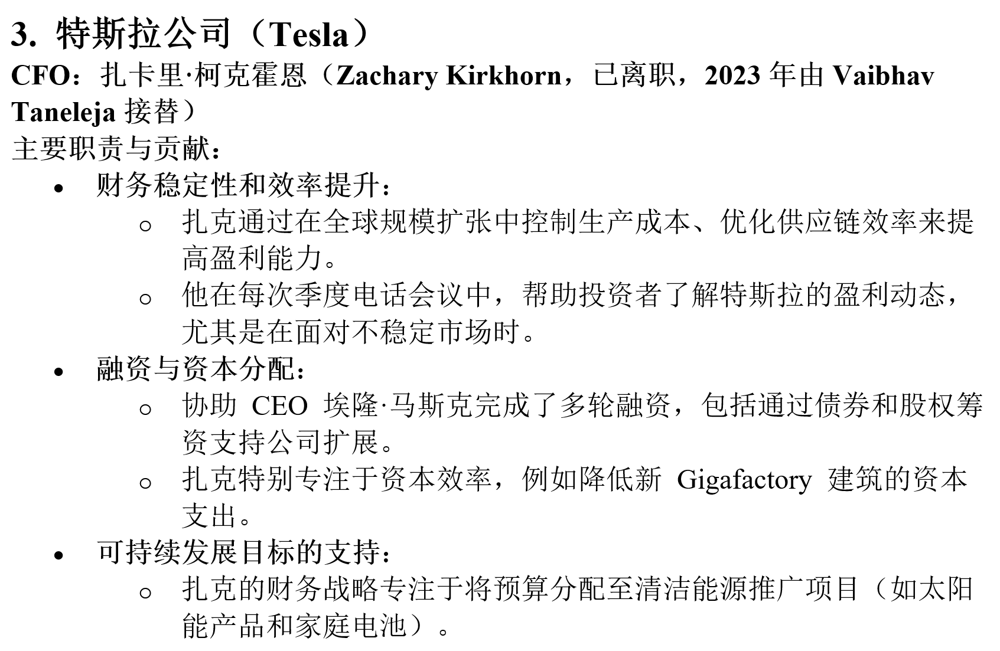 3. 特斯拉公司（Tesla）
CFO：扎卡里·柯克霍恩（Zachary Kirkhorn，已离职，2023 年由 Vaibhav
Taneleja 接替）
主要职责与贡献：
• 财务稳定性和效率提升：
○ 扎克通过在全球规模扩张中控制生产成本、优化供应链效率来提
高盈利能力。
○ 他在每次季度电话会议中，帮助投资者了解特斯拉的盈利动态，
尤其是在面对不稳定市场时。
• 融资与资本分配：
○ 协助 CEO 埃隆·马斯克完成了多轮融资，包括通过债券和股权筹
资支持公司扩展。
○ 扎克特别专注于资本效率，例如降低新 Gigafactory 建筑的资本
支出。
• 可持续发展目标的支持：
○ 扎克的财务战略专注于将预算分配至清洁能源推广项目（如太阳
能产品和家庭电池）。